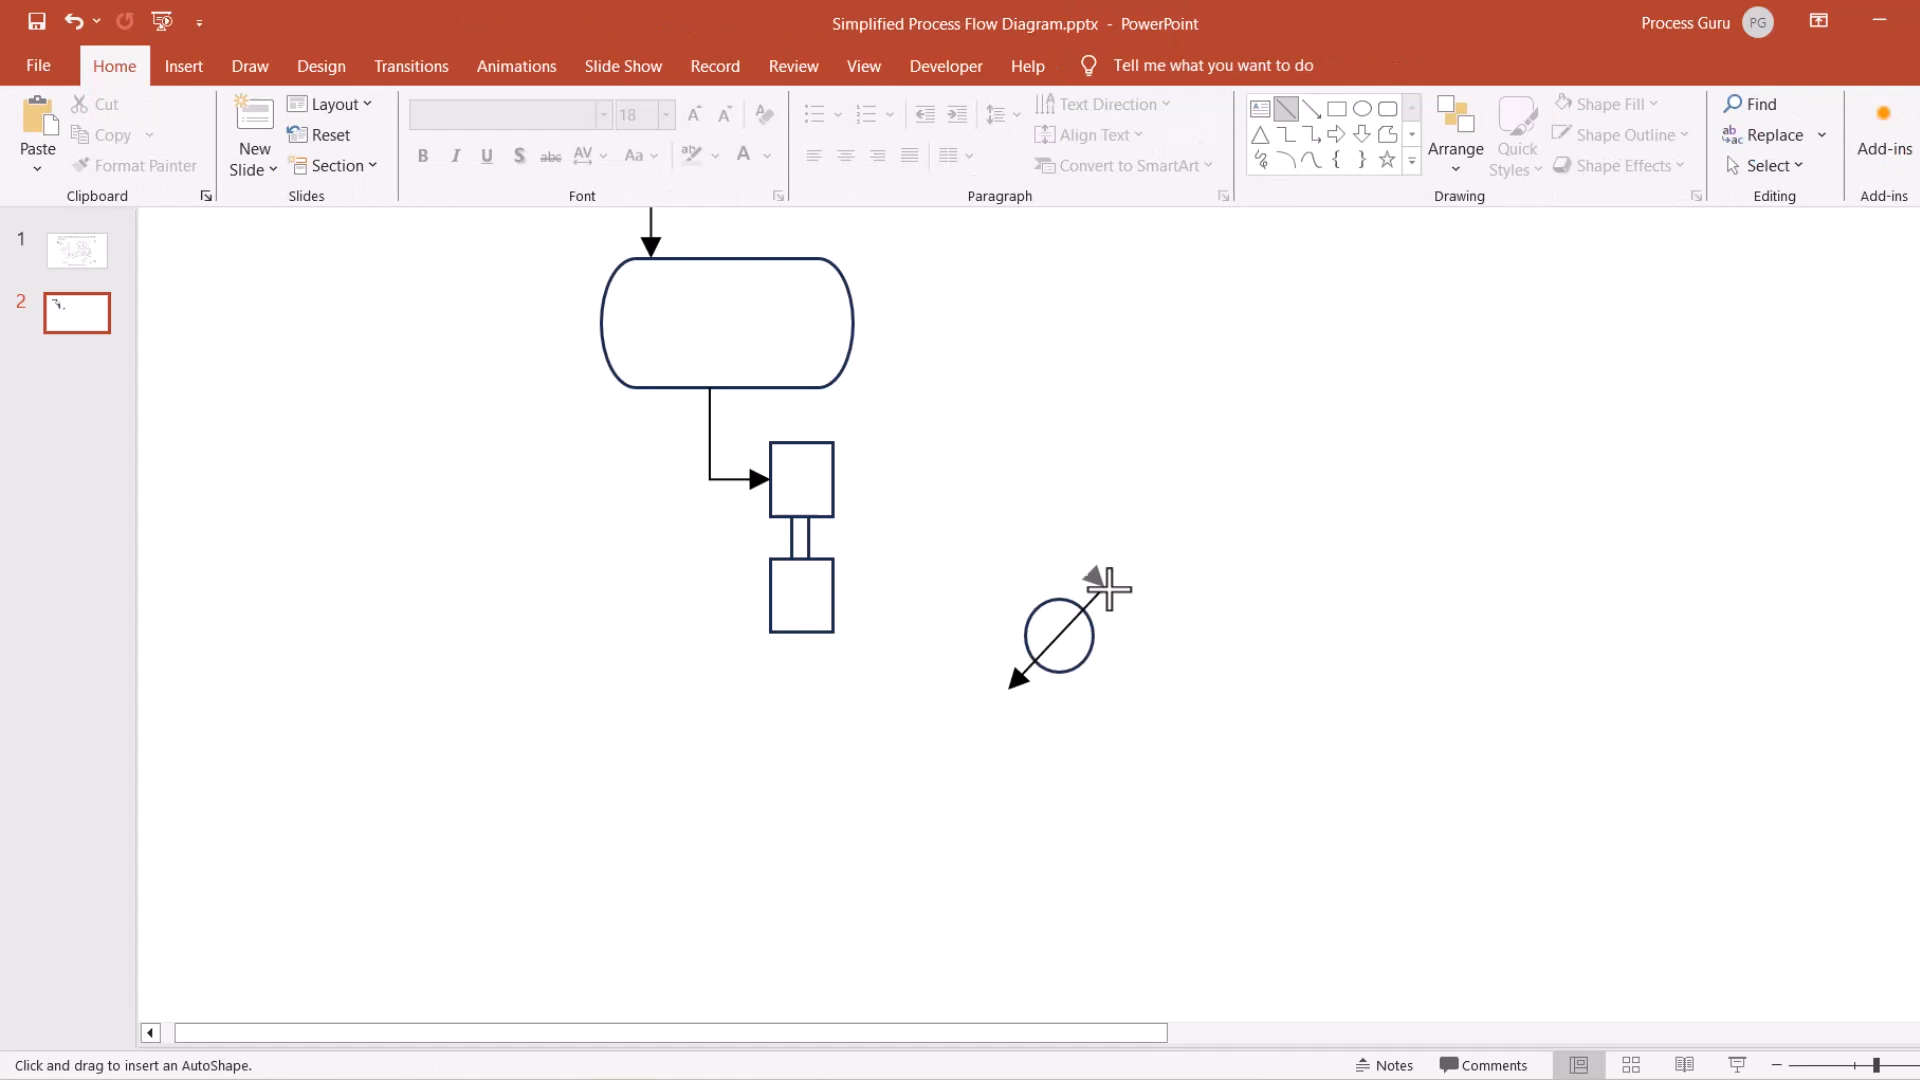 Simplified Process Flow Diagram.pptx - PowerPoint
Process Guru PG
File Home Insert Draw Design Transitions Animations Slide Show Record Review View Developer Help Tell me what you want to do
Paste
Cut
Copy
Format Painter
Clipboard
New Slide
Layout
Reset
Section
Slides
18
B I U S abc AV Aa ab A
Font
Text Direction
Align Text
Convert to SmartArt
Paragraph
Arrange
Quick Styles
Shape Fill
Shape Outline
Shape Effects
Drawing
Find
Replace
Select
Editing
Add-ins
Add-ins
1
2
Click and drag to insert an AutoShape.
Notes Comments